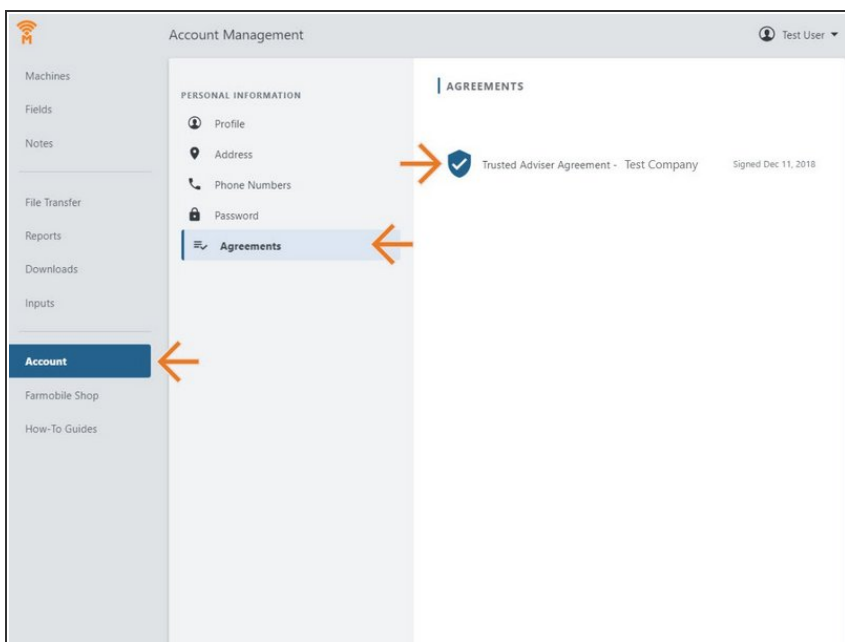 Account Management
Test User
Machines
Fields
Notes
File Transfer
Reports
Downloads
Inputs
Account
Farmobile Shop
How-To Guides
PERSONAL INFORMATION
Profile
Address
Phone Numbers
Password
Agreements
AGREEMENTS
Trusted Adviser Agreement - Test Company Signed Dec 11, 2018